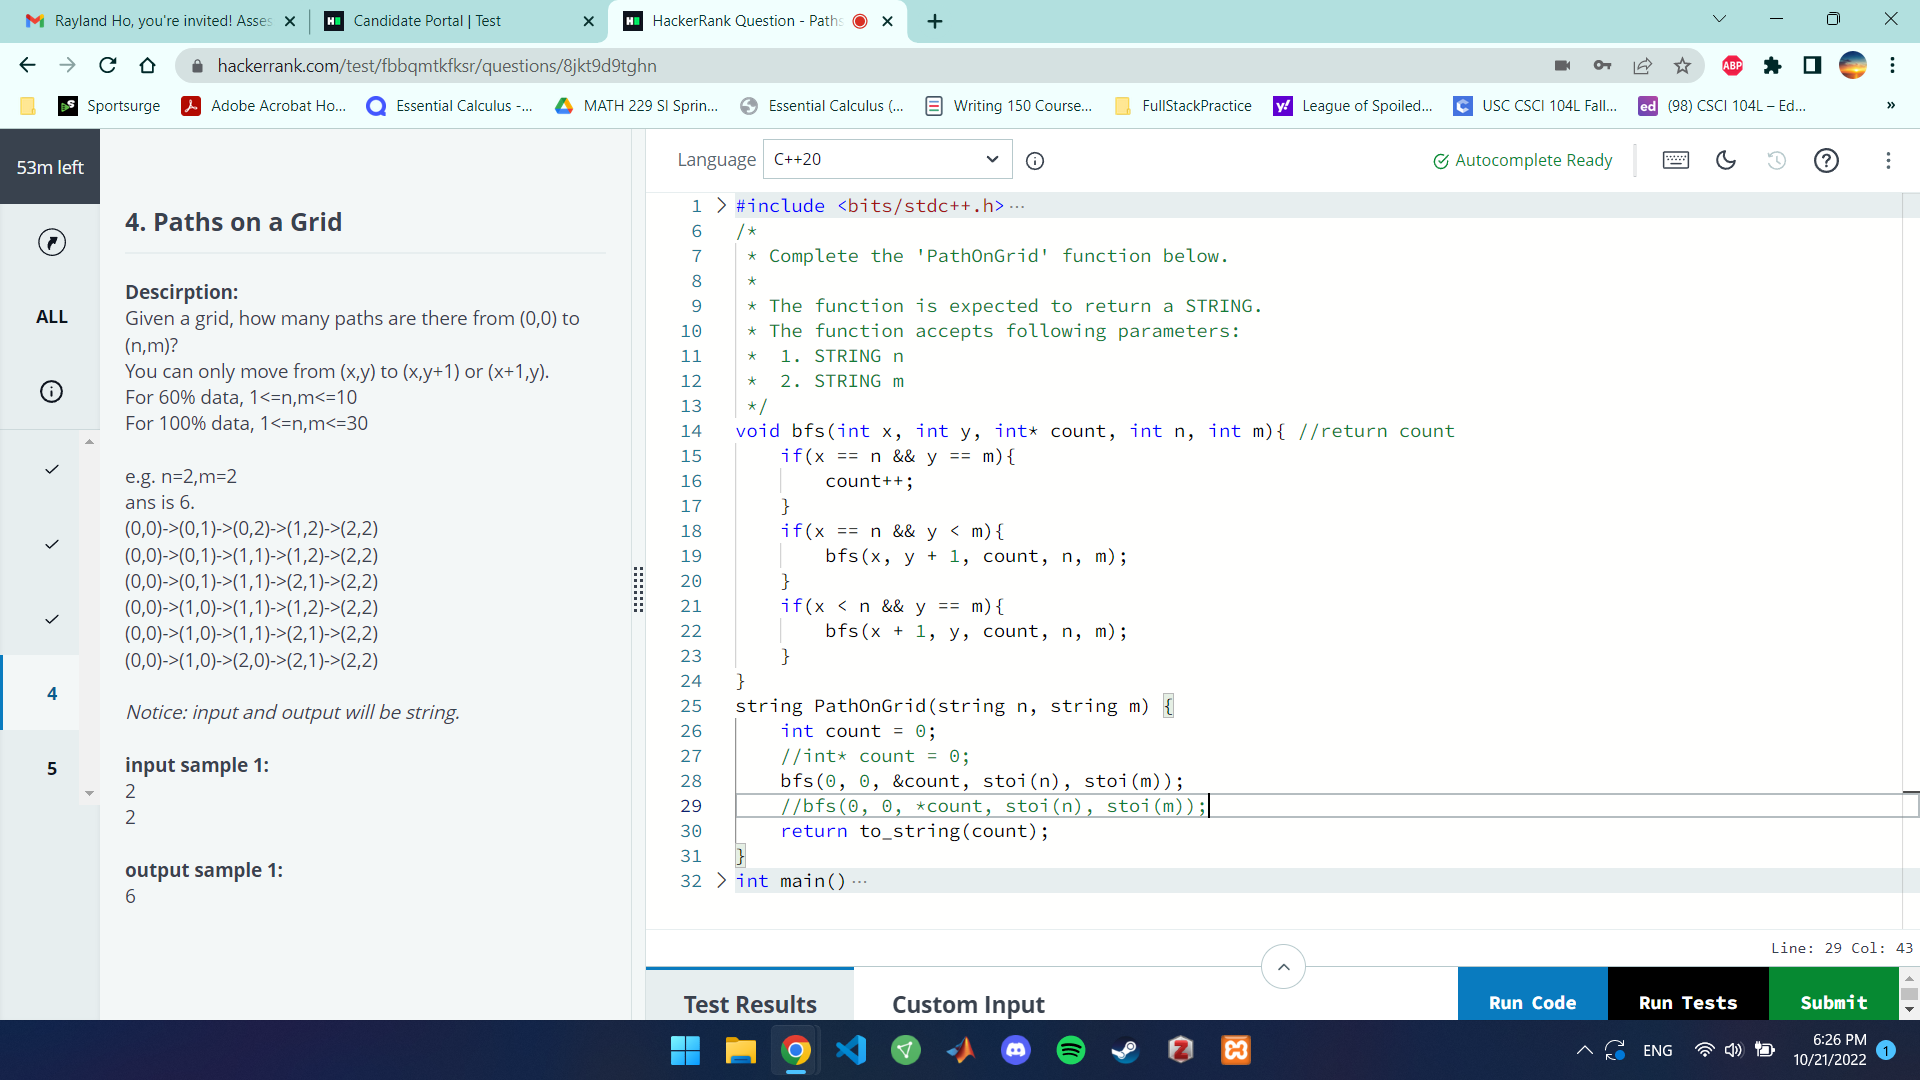 Rayland Ho, you're invited! Asses
Candidate Portal | Test
HackerRank Question - Paths
hackerrank.com/test/fbbqmtkfksr/questions/8jkt9d9tghn
ABP
Sportsurge
Adobe Acrobat Ho...
Essential Calculus -...
MATH 229 SI Sprin...
Essential Calculus (...
Writing 150 Course...
FullStackPractice
League of Spoiled...
USC CSCI 104L Fall...
ed
(98) CSCI 104L – Ed...
»
53m left
ALL
4
5
4. Paths on a Grid
Descirption:
Given a grid, how many paths are there from (0,0) to
(n,m)?
You can only move from (x,y) to (x,y+1) or (x+1,y).
For 60% data, 1<=n,m<=10
For 100% data, 1<=n,m<=30
e.g. n=2,m=2
ans is 6.
(0,0)->(0,1)->(0,2)->(1,2)->(2,2)
(0,0)->(0,1)->(1,1)->(1,2)->(2,2)
(0,0)->(0,1)->(1,1)->(2,1)->(2,2)
(0,0)->(1,0)->(1,1)->(1,2)->(2,2)
(0,0)->(1,0)->(1,1)->(2,1)->(2,2)
(0,0)->(1,0)->(2,0)->(2,1)->(2,2)
Notice: input and output will be string.
input sample 1:
2
2
output sample 1:
6
Language
C++20
Autocomplete Ready
1 #include <bits/stdc++.h>...
6 /*
7 * Complete the 'PathOnGrid' function below.
8 *
9 * The function is expected to return a STRING.
10 * The function accepts following parameters:
11 * 1. STRING n
12 * 2. STRING m
13 */
14 void bfs(int x, int y, int* count, int n, int m){ //return count
15 if(x == n && y == m){
16 count++;
17 }
18 if(x == n && y < m){
19 bfs(x, y + 1, count, n, m);
20 }
21 if(x < n && y == m){
22 bfs(x + 1, y, count, n, m);
23 }
24 }
25 string PathOnGrid(string n, string m) {
26 int count = 0;
27 //int* count = 0;
28 bfs(0, 0, &count, stoi(n), stoi(m));
29 //bfs(0, 0, *count, stoi(n), stoi(m));
30 return to_string(count);
31 }
32 int main()...
Line: 29 Col: 43
Test Results
Custom Input
Run Code
Run Tests
Submit
ENG
6:26 PM
10/21/2022
1